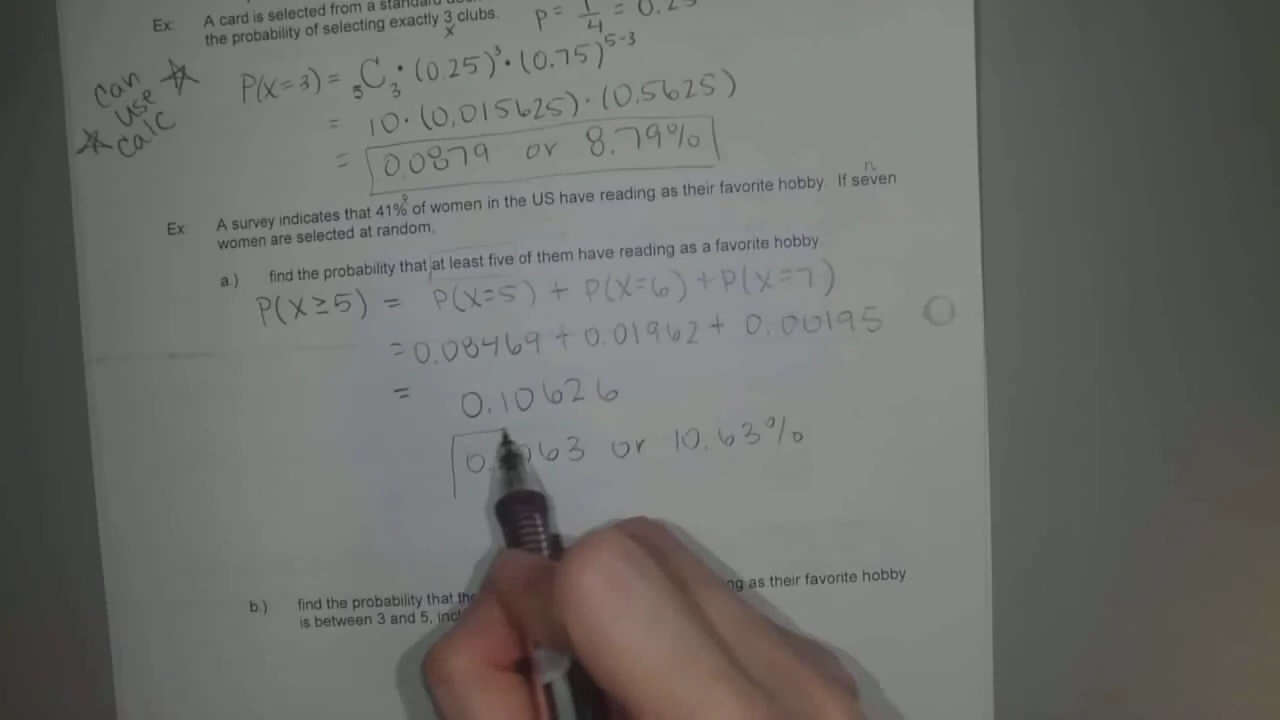 Ex: A card is selected from a standard
the probability of selecting exactly 3 clubs. p = 1/4 = 0.25
x
can use calc
P(x=3) = 5C3 · (0.25)^3 · (0.75)^5-3
= 10 · (0.015625) · (0.5625)
= 0.0879 or 8.79%
n
Ex: A survey indicates that 41% of women in the US have reading as their favorite hobby. If seven
women are selected at random,
a.) find the probability that at least five of them have reading as a favorite hobby.
P(x≥5) = P(x=5) + P(x=6) + P(x=7)
= 0.08469 + 0.01962 + 0.00195
= 0.10626
063 or 10.63%
b.) find the probability that the as their favorite hobby
is between 3 and 5,